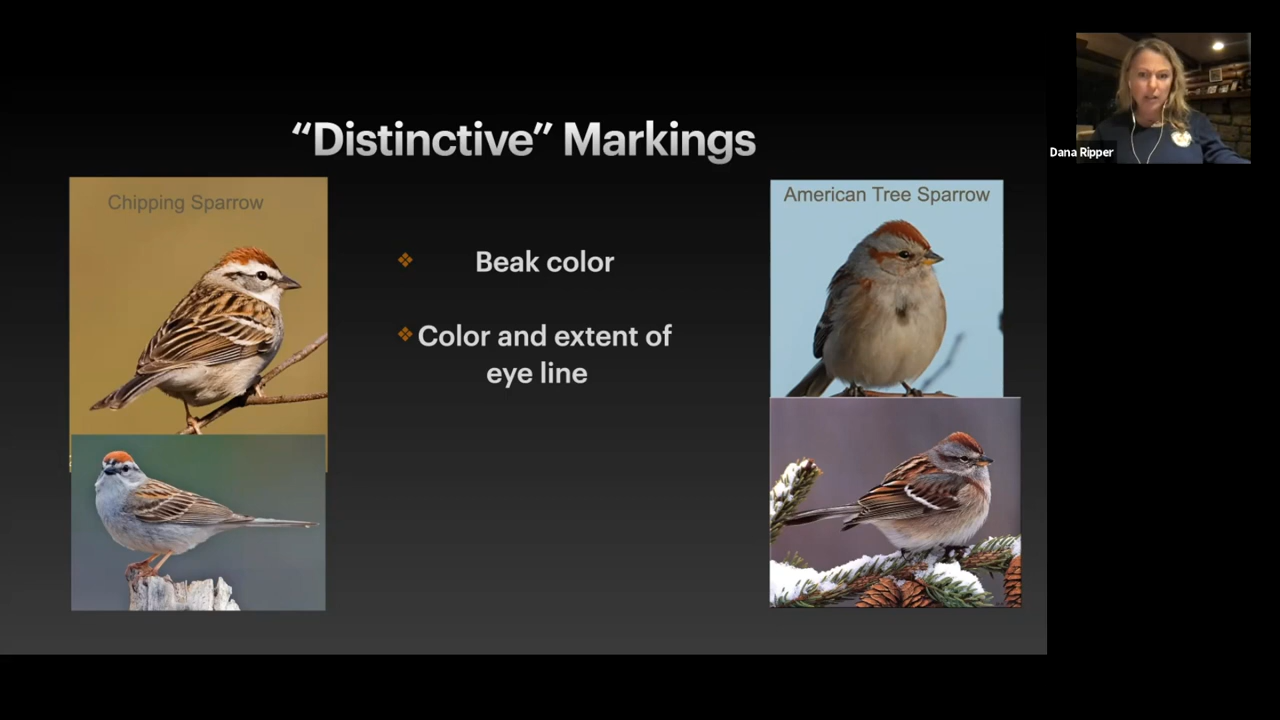 “Distinctive” Markings
Chipping Sparrow
American Tree Sparrow
Beak color
Color and extent of
eye line
Dana Ripper